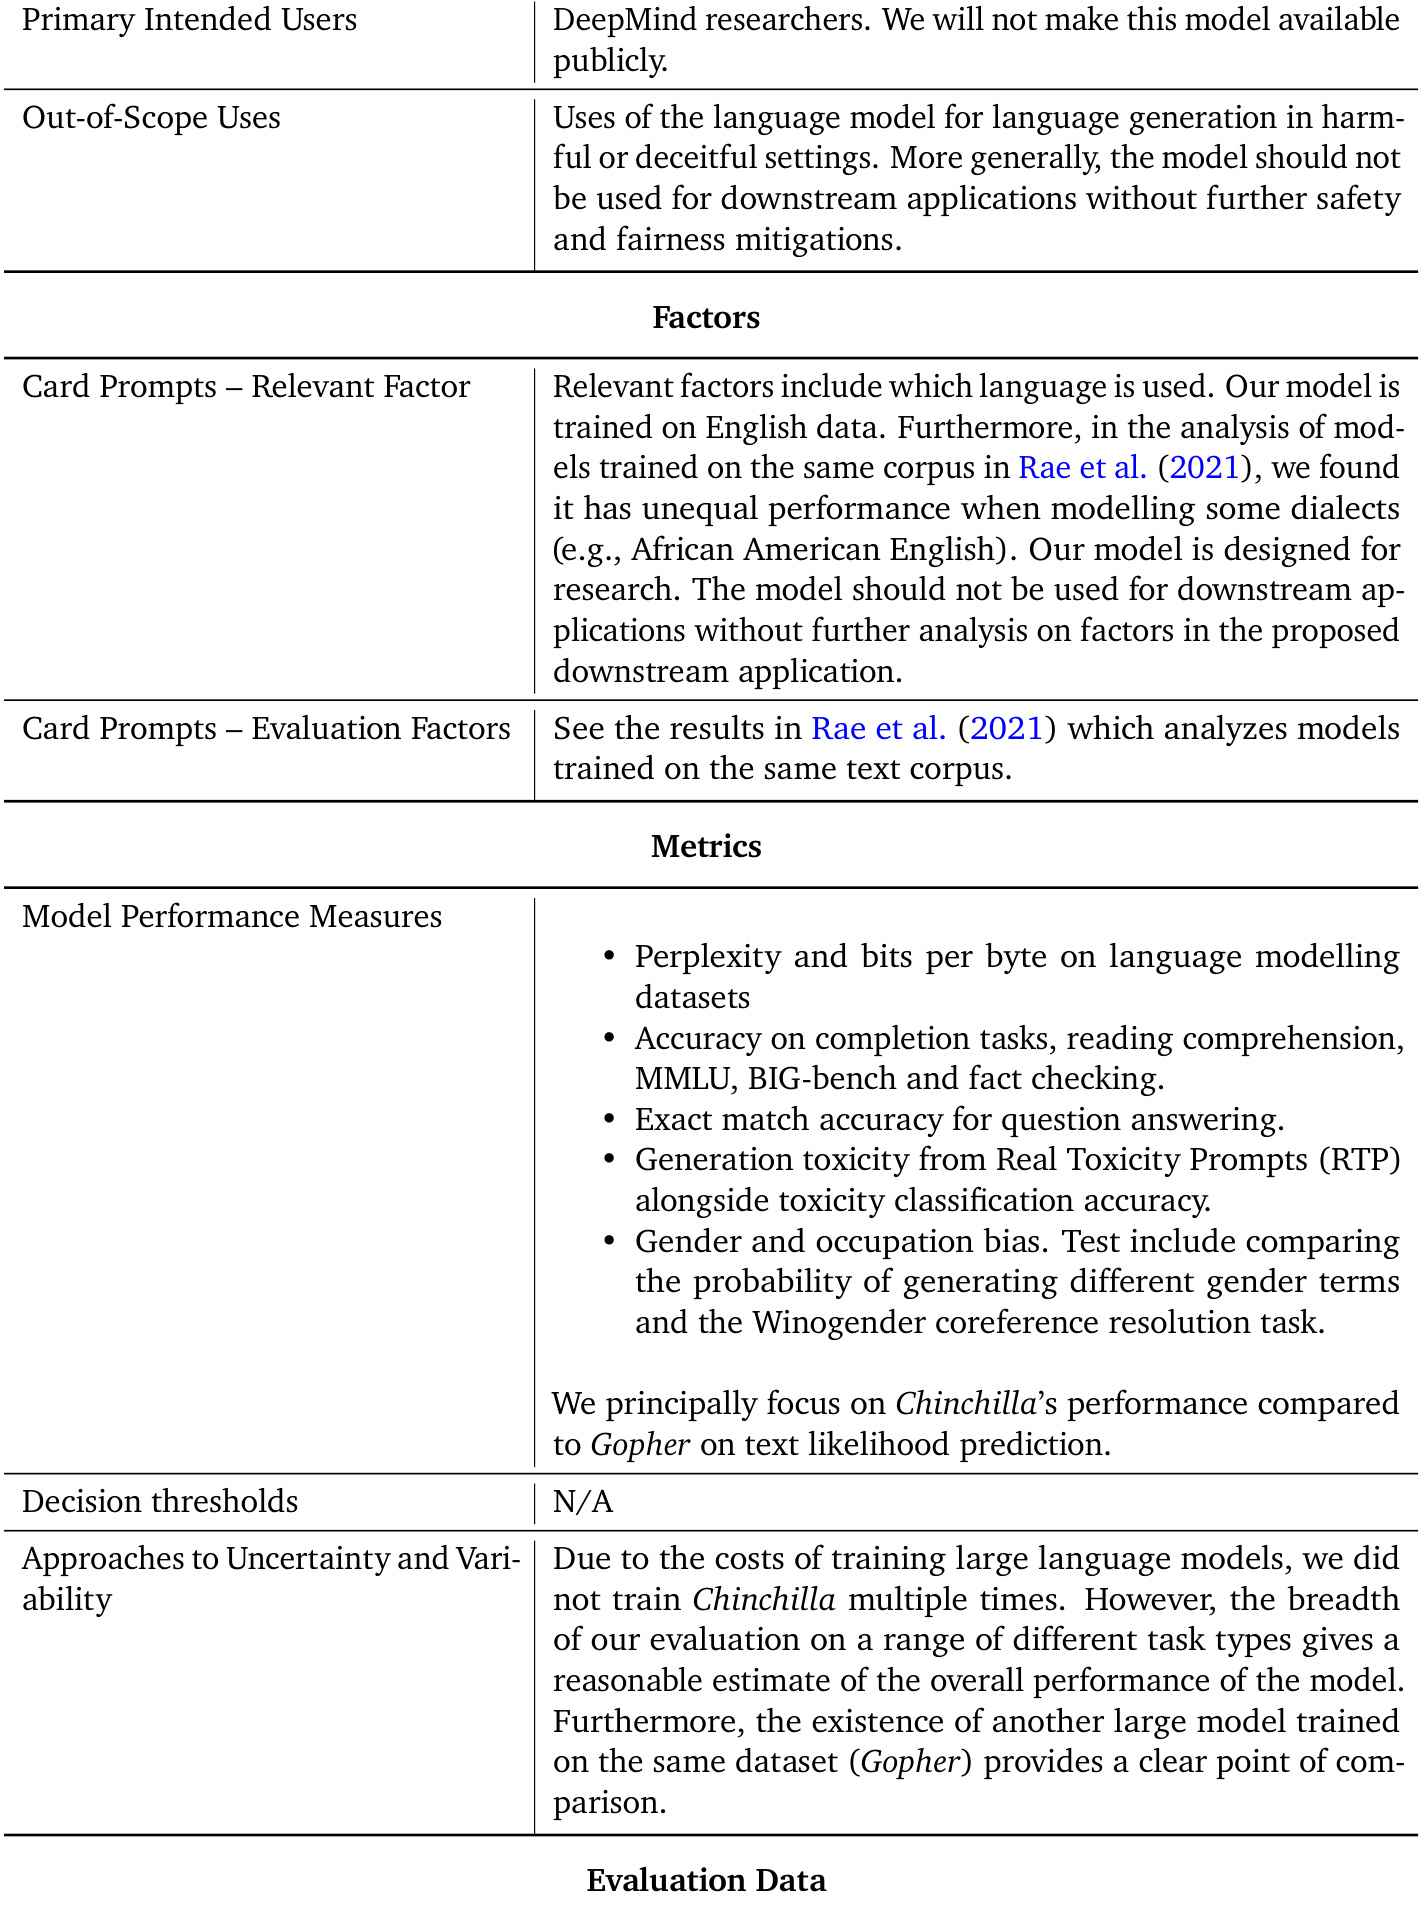 Primary Intended Users
DeepMind researchers. We will not make this model available
publicly.
Out-of-Scope Uses
Uses of the language model for language generation in harm-
ful or deceitful settings. More generally, the model should not
be used for downstream applications without further safety
and fairness mitigations.
Factors
Card Prompts – Relevant Factor
Relevant factors include which language is used. Our model is
trained on English data. Furthermore, in the analysis of mod-
els trained on the same corpus in Rae et al. (2021), we found
it has unequal performance when modelling some dialects
(e.g., African American English). Our model is designed for
research. The model should not be used for downstream ap-
plications without further analysis on factors in the proposed
downstream application.
Card Prompts – Evaluation Factors
See the results in Rae et al. (2021) which analyzes models
trained on the same text corpus.
Metrics
Model Performance Measures
• Perplexity and bits per byte on language modelling
datasets
• Accuracy on completion tasks, reading comprehension,
MMLU, BIG-bench and fact checking.
• Exact match accuracy for question answering.
• Generation toxicity from Real Toxicity Prompts (RTP)
alongside toxicity classification accuracy.
• Gender and occupation bias. Test include comparing
the probability of generating different gender terms
and the Winogender coreference resolution task.
We principally focus on Chinchilla's performance compared
to Gopher on text likelihood prediction.
Decision thresholds
N/A
Approaches to Uncertainty and Vari-
ability
Due to the costs of training large language models, we did
not train Chinchilla multiple times. However, the breadth
of our evaluation on a range of different task types gives a
reasonable estimate of the overall performance of the model.
Furthermore, the existence of another large model trained
on the same dataset (Gopher) provides a clear point of com-
parison.
Evaluation Data